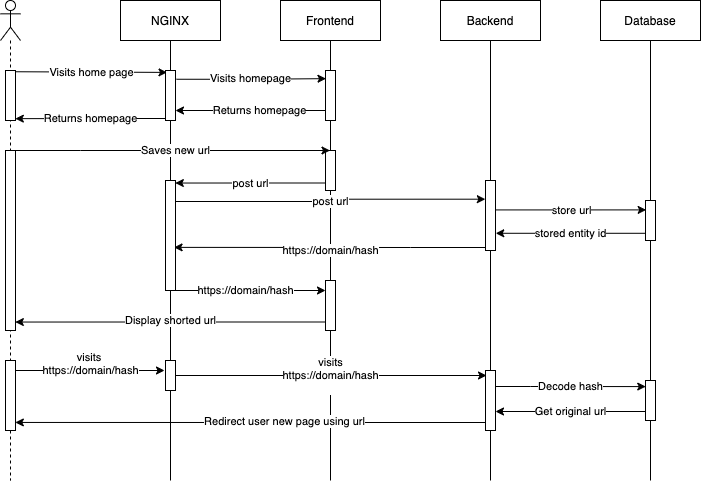 NGINX
Frontend
Backend
Database
Visits home page
Visits homepage
Returns homepage
Returns homepage
Saves new url
post url
post url
store url
stored entity id
https://domain/hash
https://domain/hash
Display shorted url
visits
https://domain/hash
visits
https://domain/hash
Decode hash
Get original url
Redirect user new page using url